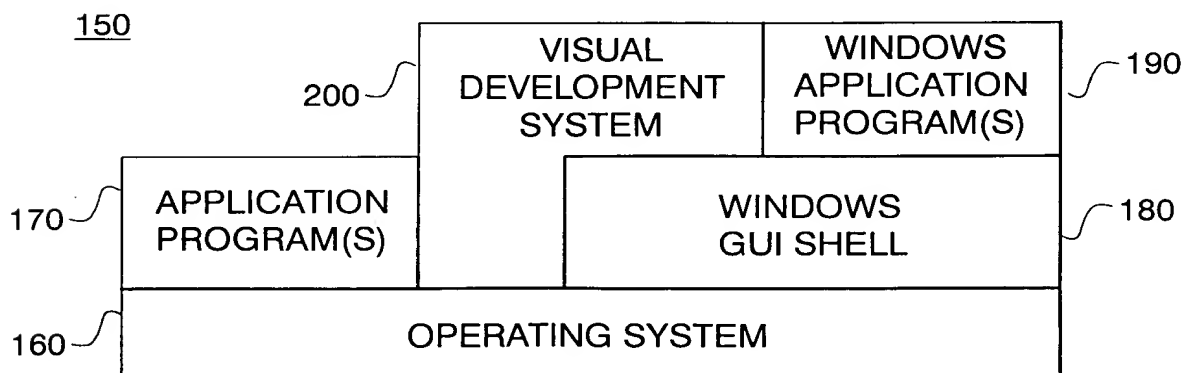 150
200
VISUAL
DEVELOPMENT
SYSTEM
WINDOWS
APPLICATION
PROGRAM(S)
190
170
APPLICATION
PROGRAM(S)
WINDOWS
GUI SHELL
180
160
OPERATING SYSTEM